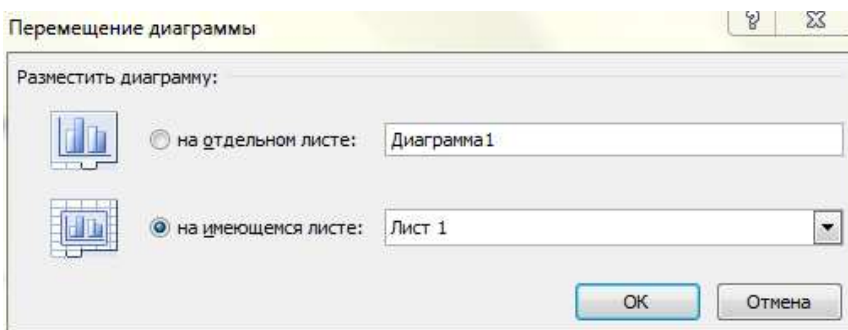 Перемещение диаграммы
Разместить диаграмму:
на отдельном листе: Диаграмма1
на имеющемся листе: Лист 1
ОК Отмена